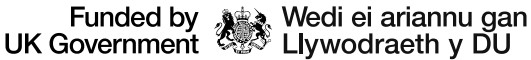 Funded by
UK Government
Wedi ei ariannu gan
Llywodraeth y DU